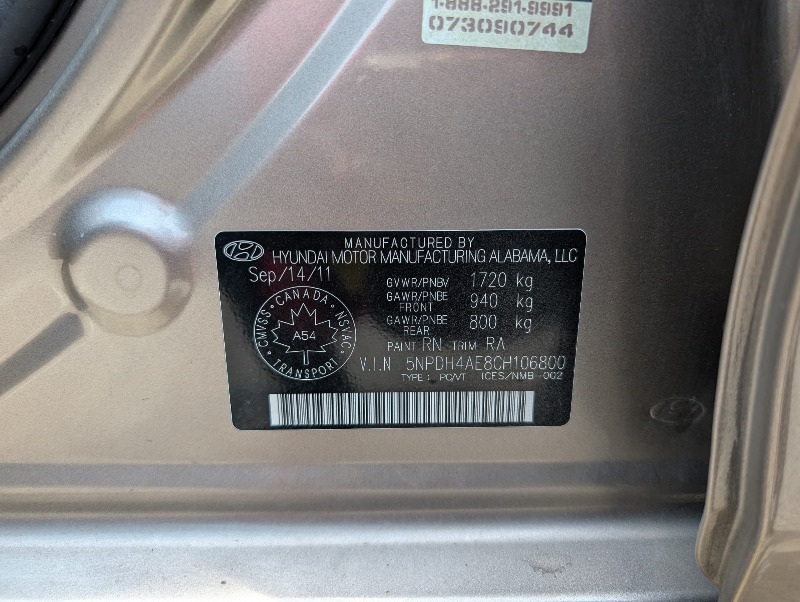 1-888-291-9991
073090744
MANUFACTURED BY
HYUNDAI MOTOR MANUFACTURING ALABAMA, LLC
Sep/14/11
GVWR/PNBV 1720 kg
GAWR/PNBE FRONT 940 kg
GAWR/PNBE REAR 800 kg
CANADA
CMVSS NSVAC
A54
TRANSPORT
PAINT RN TRIM RA
V.I.N 5NPDH4AE8CH106800
TYPE : PC/VT ICES/NMB-002